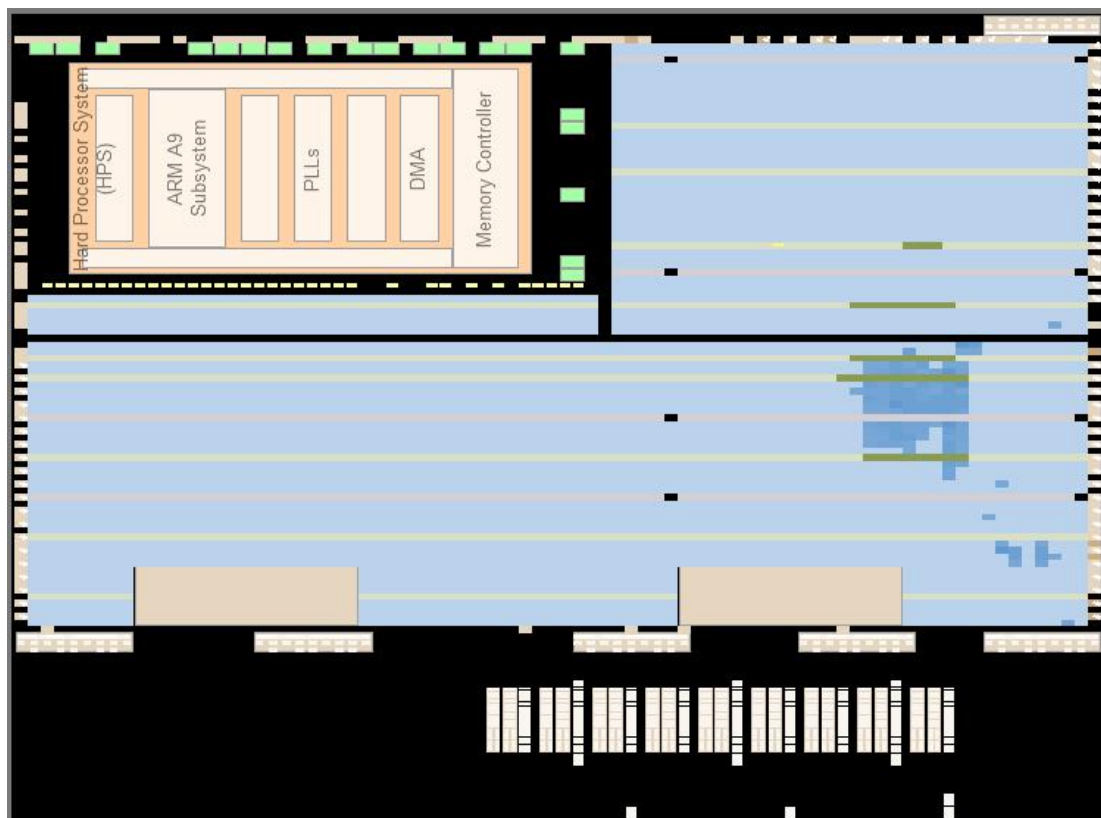 Hard Processor System
(HPS)
ARM A9
Subsystem
PLLs
DMA
Memory Controller